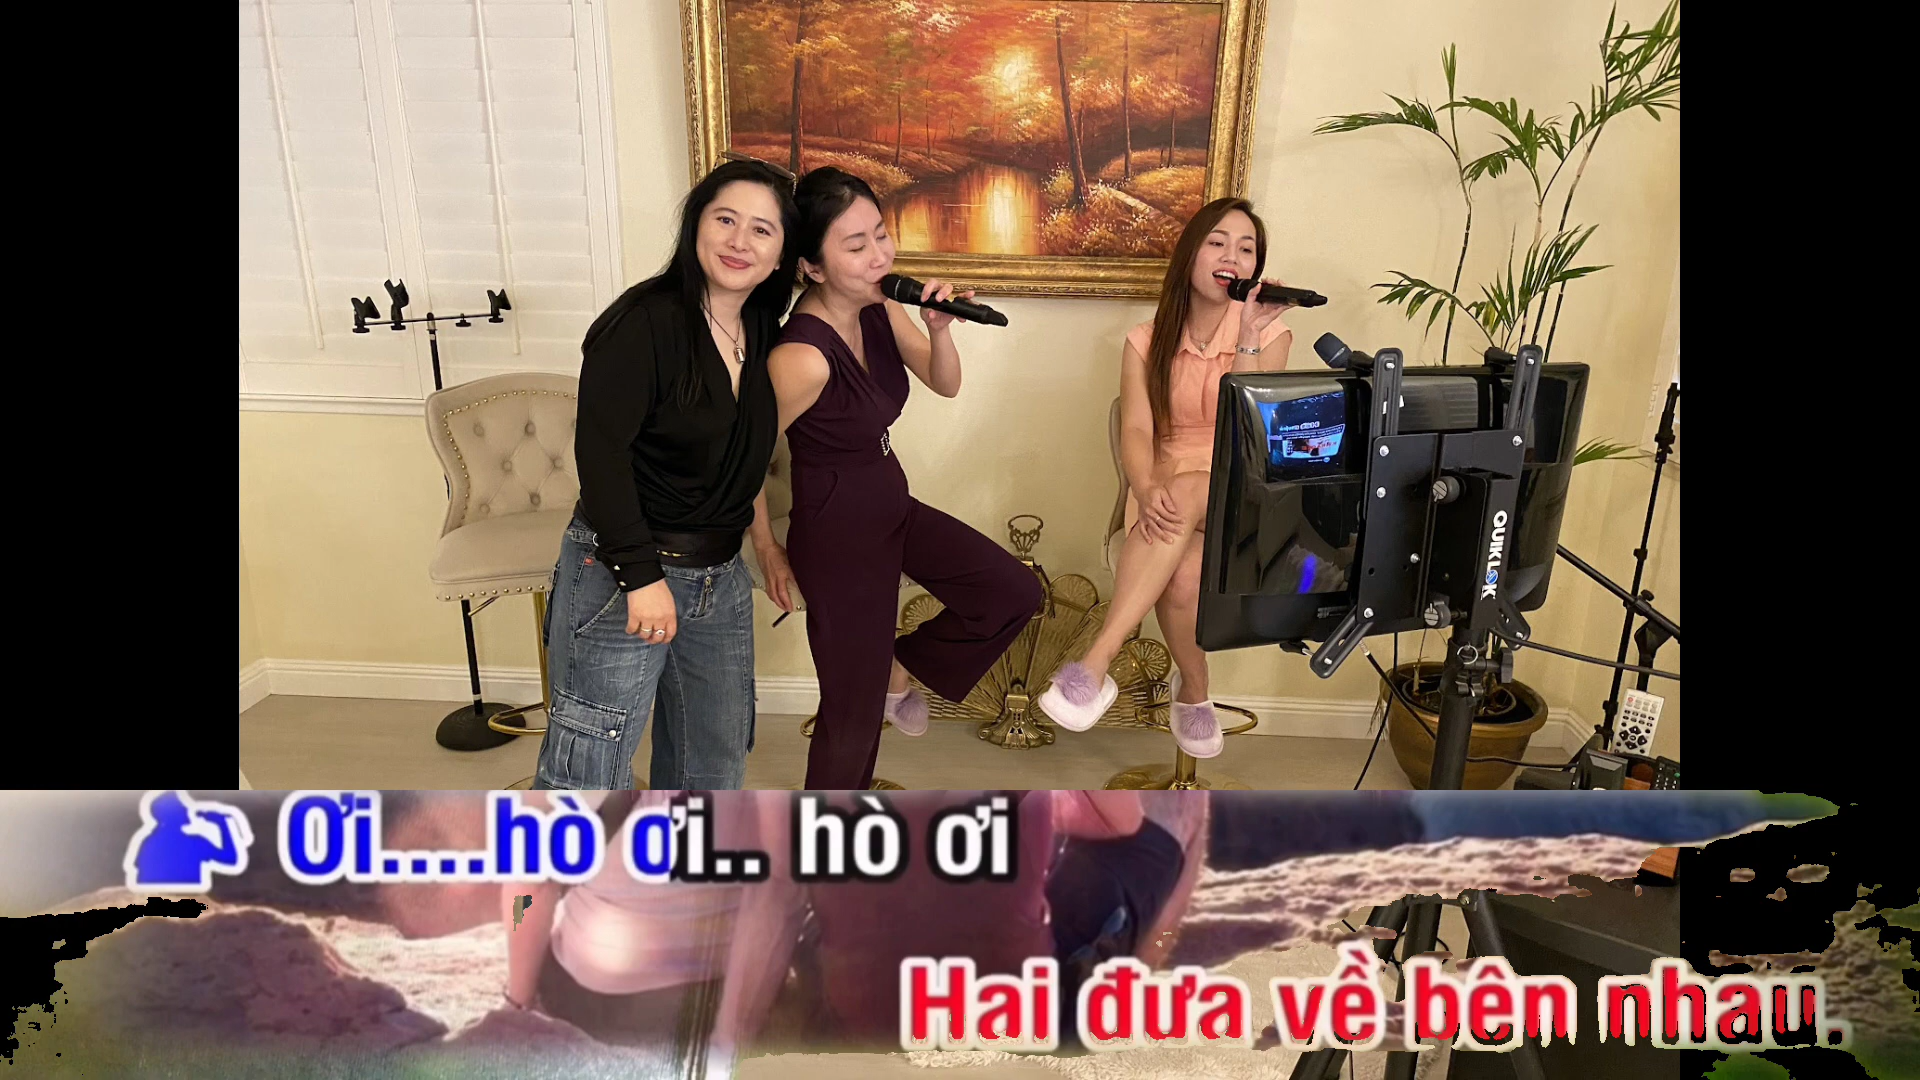 QUIKLOK
Ơi....hò ơi.. hò ơi
Hai đưa về bên nhau.